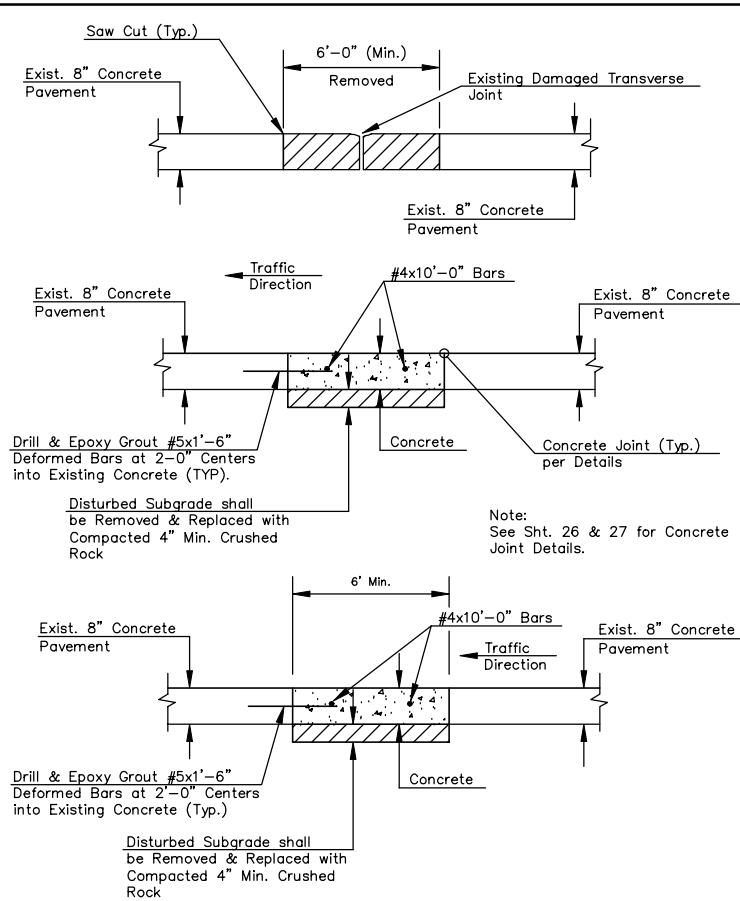 Saw Cut (Typ.)
6'-0" (Min.)
Removed
Exist. 8" Concrete
Pavement
Existing Damaged Transverse
Joint
Exist. 8" Concrete
Pavement
Traffic
Direction
#4x10'-0" Bars
Exist. 8" Concrete
Pavement
Exist. 8" Concrete
Pavement
Drill & Epoxy Grout #5x1'-6"
Deformed Bars at 2-0" Centers
into Existing Concrete (TYP).
Concrete
Concrete Joint (Typ.)
per Details
Disturbed Subgrade shall
be Removed & Replaced with
Compacted 4" Min. Crushed
Rock
Note:
See Sht. 26 & 27 for Concrete
Joint Details.
6' Min.
#4x10'-0" Bars
Exist. 8" Concrete
Pavement
Traffic
Direction
Exist. 8" Concrete
Pavement
Drill & Epoxy Grout #5x1'-6"
Deformed Bars at 2'-0" Centers
into Existing Concrete (Typ.)
Concrete
Disturbed Subgrade shall
be Removed & Replaced with
Compacted 4" Min. Crushed
Rock